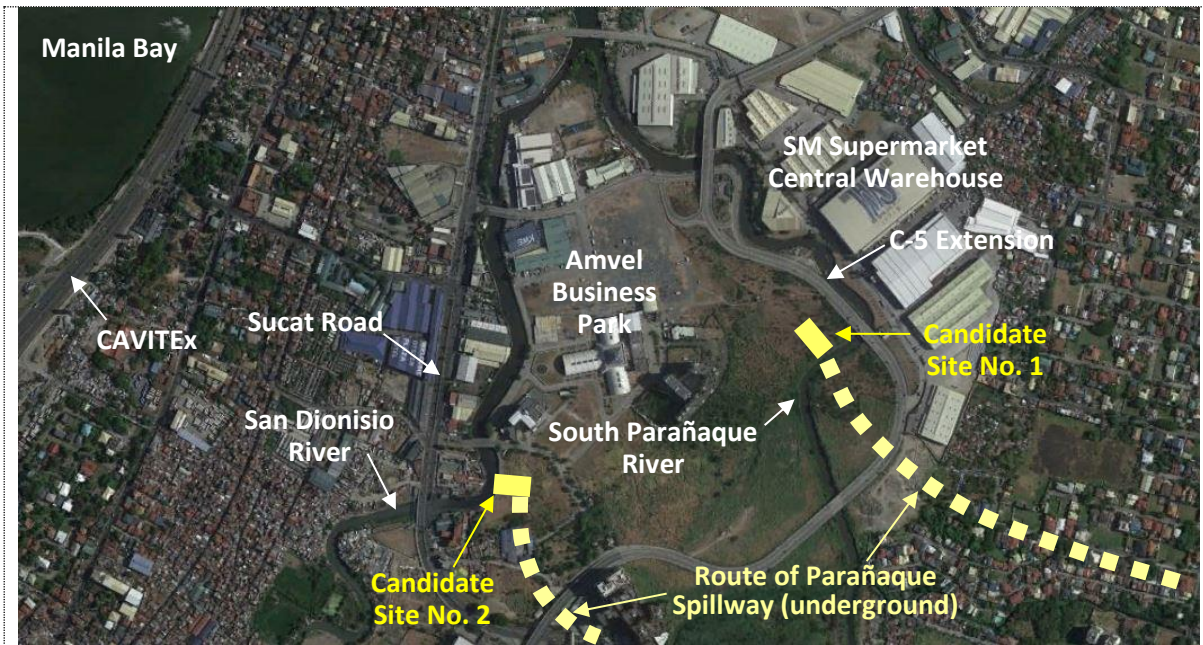 Manila Bay
SM Supermarket
Central Warehouse
C-5 Extension
Amvel
Business
Park
CAVITEx
Sucat Road
Candidate
Site No. 1
San Dionisio
River
South Parañaque
River
Candidate
Site No. 2
Route of Parañaque
Spillway (underground)